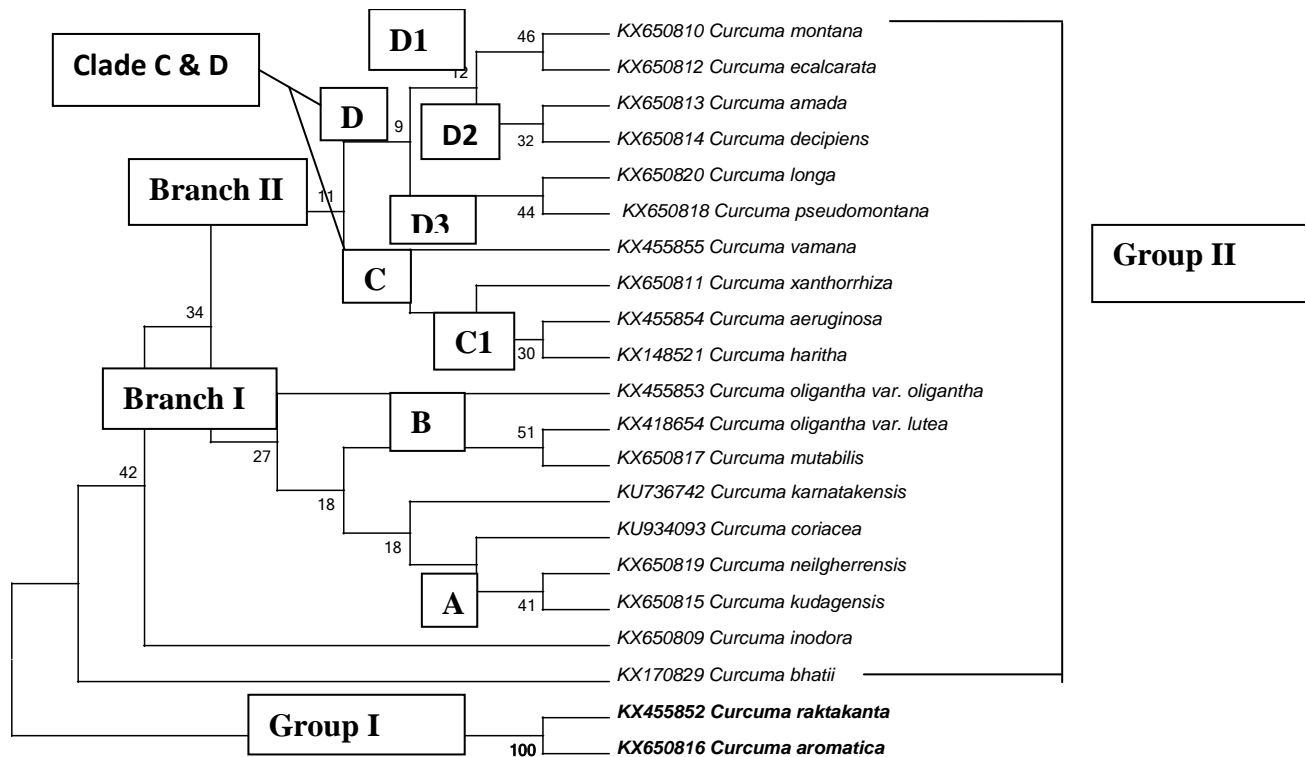 D1
46
KX650810 Curcuma montana
Clade C & D
12
KX650812 Curcuma ecalcarata
D
KX650813 Curcuma amada
9
D2
32
KX650814 Curcuma decipiens
Branch II
11
KX650820 Curcuma longa
D3
44
KX650818 Curcuma pseudomontana
KX455855 Curcuma vamana
Group II
C
KX650811 Curcuma xanthorrhiza
34
KX455854 Curcuma aeruginosa
C1
30
KX148521 Curcuma haritha
Branch I
KX455853 Curcuma oligantha var. oligantha
B
51
KX418654 Curcuma oligantha var. lutea
27
KX650817 Curcuma mutabilis
42
KU736742 Curcuma karnatakensis
18
KU934093 Curcuma coriacea
18
KX650819 Curcuma neilgherrensis
A
41
KX650815 Curcuma kudagensis
KX650809 Curcuma inodora
KX170829 Curcuma bhatii
Group I
KX455852 Curcuma raktakanta
100
KX650816 Curcuma aromatica